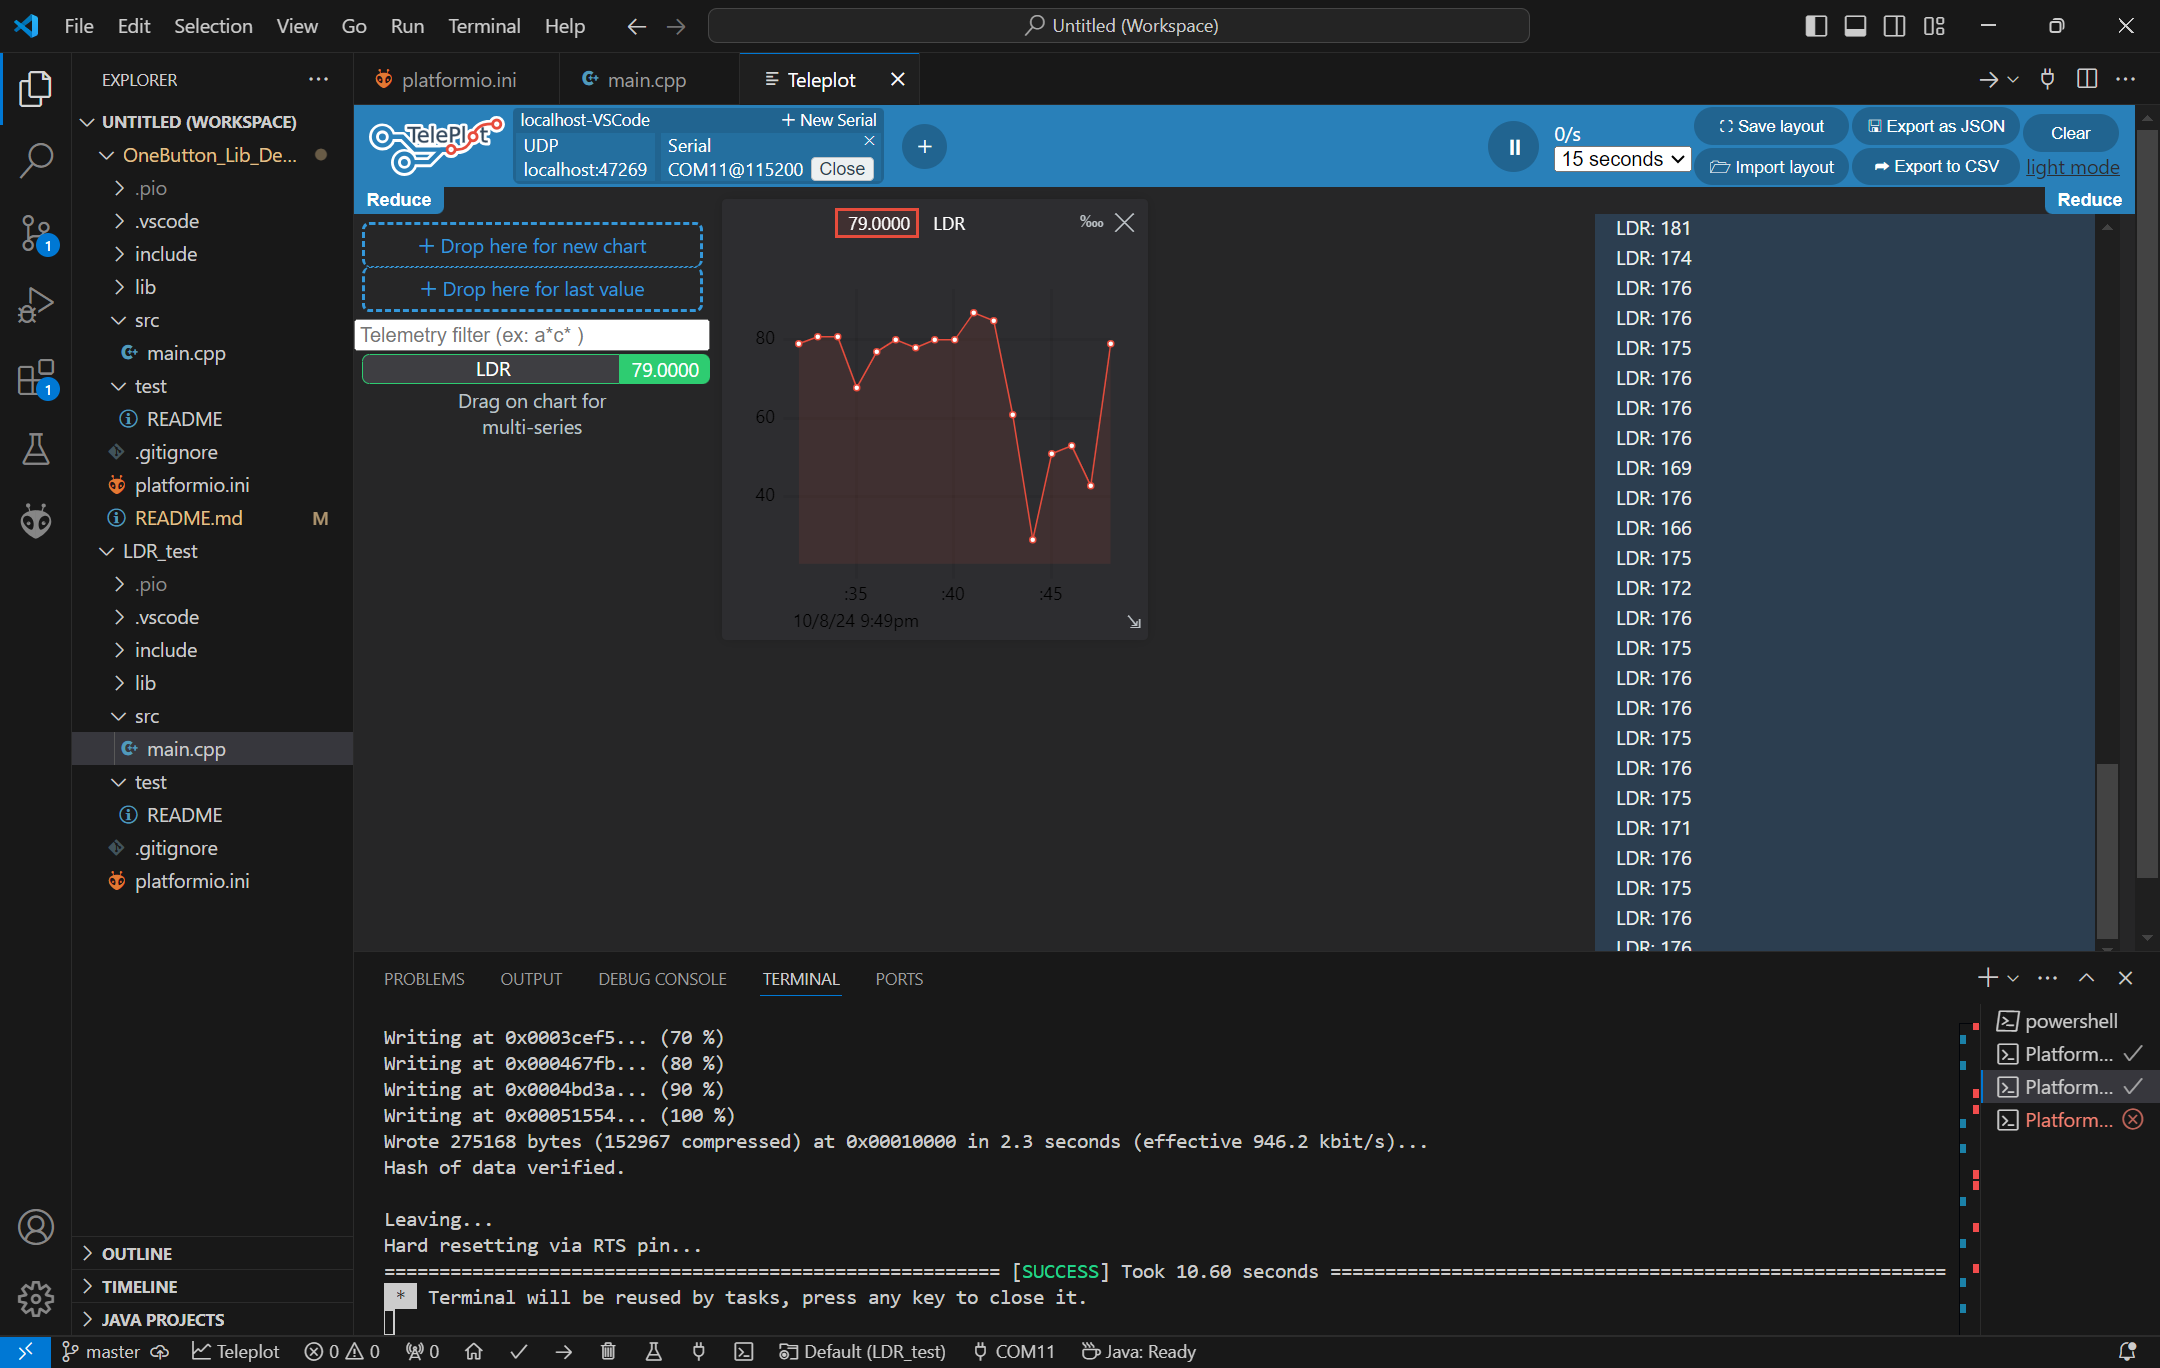 File Edit Selection View Go Run Terminal Help
Untitled (Workspace)
EXPLORER
UNTITLED (WORKSPACE)
OneButton_Lib_De...
.pio
.vscode
include
lib
src
main.cpp
test
README
.gitignore
platformio.ini
README.md M
LDR_test
.pio
.vscode
include
lib
src
main.cpp
test
README
.gitignore
platformio.ini
OUTLINE
TIMELINE
JAVA PROJECTS
1
1
platformio.ini
main.cpp
Teleplot
TelePlot
localhost-VSCode + New Serial
UDP
localhost:47269
Serial
COM11@115200 Close
+
0/s
15 seconds
Save layout
Import layout
Export as JSON
Export to CSV
Clear
light mode
Reduce
Reduce
+ Drop here for new chart
+ Drop here for last value
Telemetry filter (ex: a*c* )
LDR 79.0000
Drag on chart for
multi-series
79.0000 LDR
80
60
40
:35 :40 :45
10/8/24 9:49pm
LDR: 181
LDR: 174
LDR: 176
LDR: 176
LDR: 175
LDR: 176
LDR: 176
LDR: 176
LDR: 169
LDR: 176
LDR: 166
LDR: 175
LDR: 172
LDR: 176
LDR: 175
LDR: 176
LDR: 176
LDR: 175
LDR: 176
LDR: 175
LDR: 171
LDR: 176
LDR: 175
LDR: 176
LDR: 176
PROBLEMS OUTPUT DEBUG CONSOLE TERMINAL PORTS
Writing at 0x0003cef5... (70 %)
Writing at 0x000467fb... (80 %)
Writing at 0x0004bd3a... (90 %)
Writing at 0x00051554... (100 %)
Wrote 275168 bytes (152967 compressed) at 0x00010000 in 2.3 seconds (effective 946.2 kbit/s)...
Hash of data verified.
Leaving...
Hard resetting via RTS pin...
======================================================== [SUCCESS] Took 10.60 seconds ========================================================
* Terminal will be reused by tasks, press any key to close it.
powershell
Platform...
Platform...
Platform...
master Teleplot 0 0 0 Default (LDR_test) COM11 Java: Ready